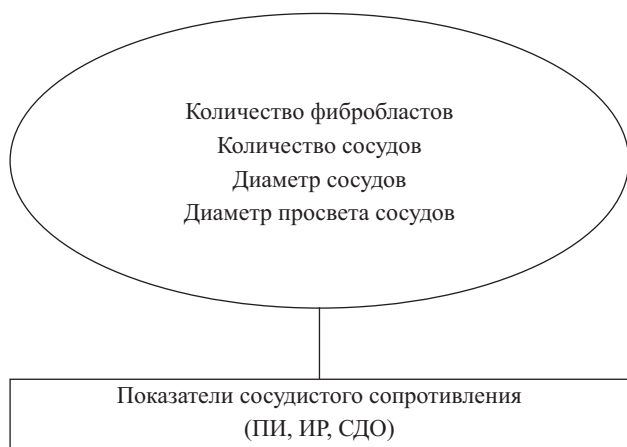 Количество фибробластов
Количество сосудов
Диаметр сосудов
Диаметр просвета сосудов
Показатели сосудистого сопротивления
(ПИ, ИР, СДО)